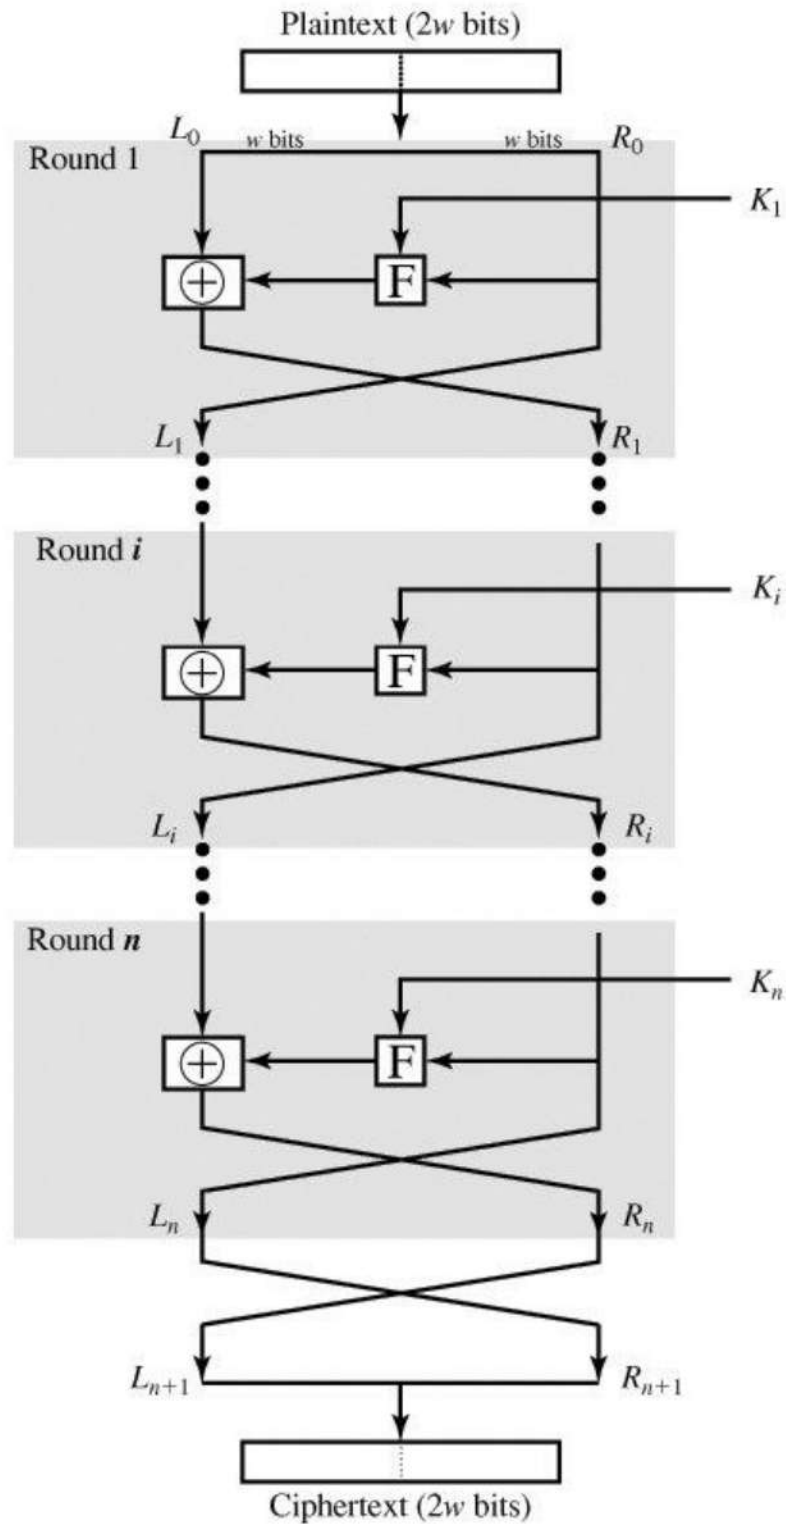 Plaintext (2w bits)
L₀ w bits w bits R₀
Round 1
K₁
⊕ F
L₁ R₁
Round i
Kᵢ
⊕ F
Lᵢ Rᵢ
Round n
Kₙ
⊕ F
Lₙ Rₙ
Lₙ₊₁ Rₙ₊₁
Ciphertext (2w bits)